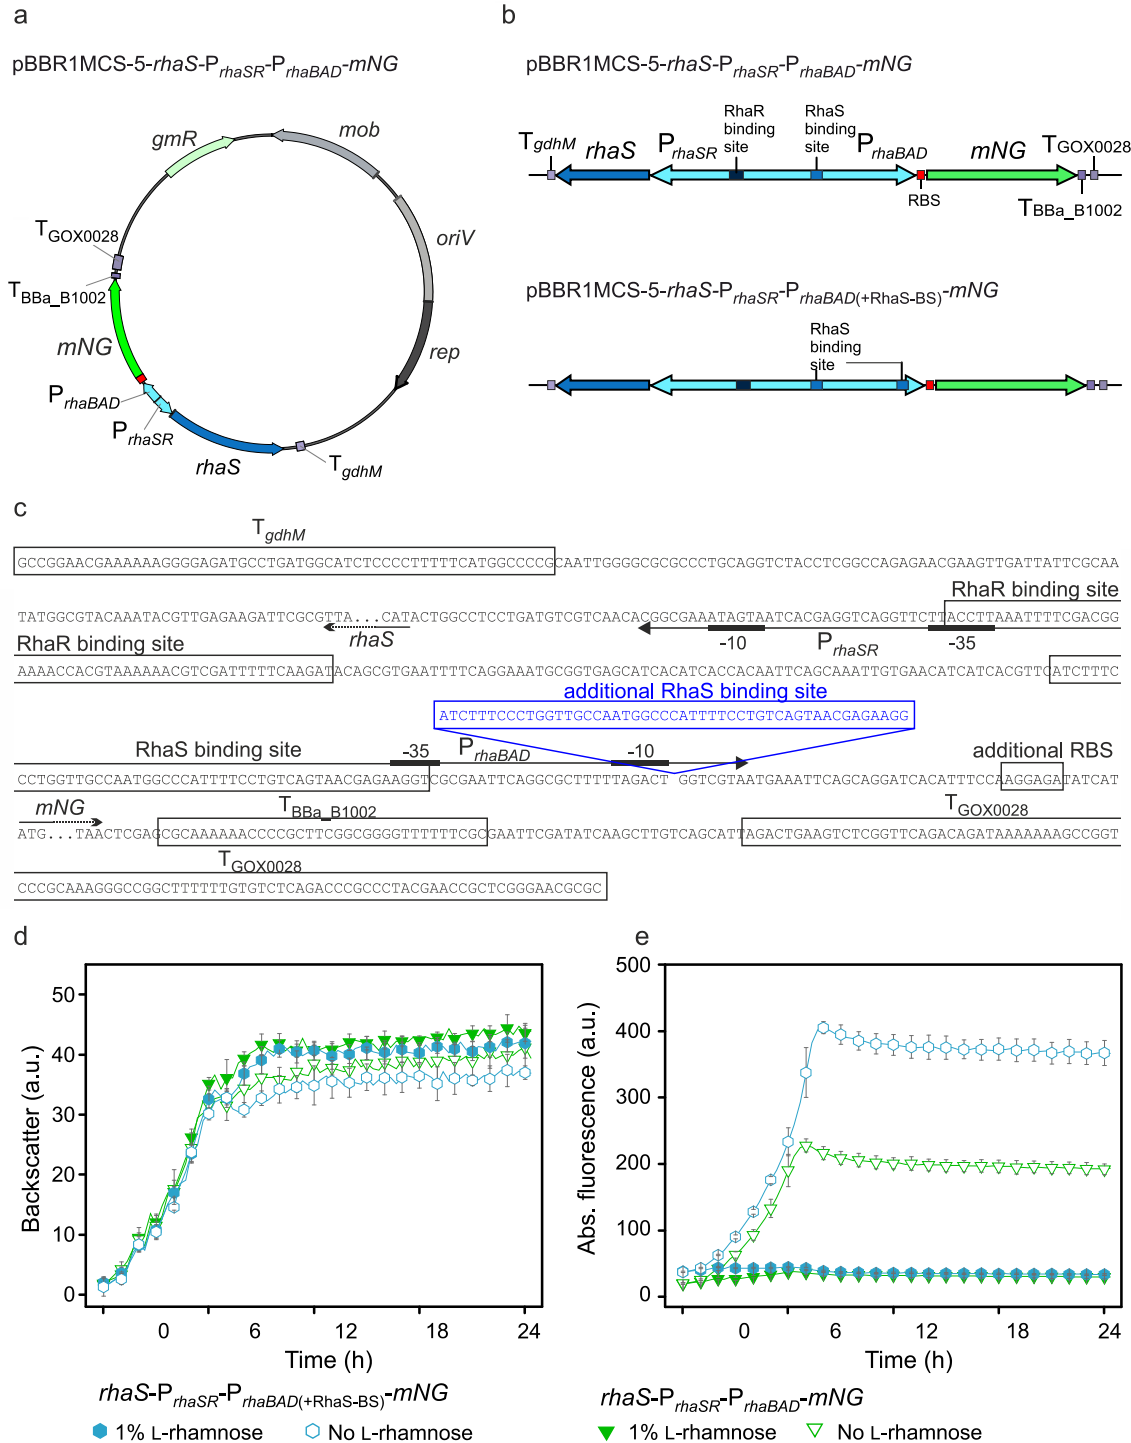 a
pBBR1MCS-5-rhaS-PrhaSR-PrhaBAD-mNG
gmR
mob
oriV
rep
TGOX0028
TBBa_B1002
mNG
PrhaBAD
PrhaSR
rhaS
TgdhM
b
pBBR1MCS-5-rhaS-PrhaSR-PrhaBAD-mNG
TgdhM
rhaS
PrhaSR
RhaR
binding
site
RhaS
binding
site
PrhaBAD
mNG
TGOX0028
RBS
TBBa_B1002
pBBR1MCS-5-rhaS-PrhaSR-PrhaBAD(+RhaS-BS)-mNG
RhaS
binding
site
c
TgdhM
GCCGGAACGAAAAAAGGGGAGATGCCTGATGGCATCTCCCCTTTTTCATGGCCCCGCAATTGGGGCGCGCCCTGCAGGTCTACCTCGGCCAGAGAACGAAGTTGATTATTCGCAA
RhaR binding site
TATGGCGTACAAATACGTTGAGAAGATTCGCGTTA...CATACTGGCCTCCTGATGTCGTCAACACGGCGAAATAGTAATCACGAGGTCAGGTTCTTACCTTAAATTTTCGACGG
RhaR binding site
rhaS
-10
PrhaSR
-35
AAAACCACGTAAAAAACGTCGATTTTTCAAGATACAGCGTGAATTTTCAGGAAATGCGGTGAGCATCACATCACCACAATTCAGCAAATTGTGAACATCATCACGTTCATCTTTC
additional RhaS binding site
ATCTTTCCCTGGTTGCCAATGGCCCATTTTCCTGTCAGTAACGAGAAGG
RhaS binding site
-35
PrhaBAD
-10
additional RBS
CCTGGTTGCCAATGGCCCATTTTCCTGTCAGTAACGAGAAGGTCGCGAATTCAGGCGCTTTTTAGACT GGTCGTAATGAAATTCAGCAGGATCACATTTCCAAGGAGATATCAT
mNG
TBBa_B1002
TGOX0028
ATG...TAACTCGAGCGCAAAAAACCCCGCTTCGGCGGGGTTTTTTCGCGAATTCGATATCAAGCTTGTCAGCATTAGACTGAAGTCTCGGTTCAGACAGATAAAAAAAGCCGGT
TGOX0028
CCCGCAAAGGGCCGGCTTTTTTGTGTCTCAGACCCGCCCTACGAACCGCTCGGGAACGCGC
d
Backscatter (a.u.)
50
40
30
20
10
0
0 6 12 18 24
Time (h)
e
Abs. fluorescence (a.u.)
500
400
300
200
100
0
0 6 12 18 24
Time (h)
rhaS-PrhaSR-PrhaBAD(+RhaS-BS)-mNG
1% L-rhamnose
No L-rhamnose
rhaS-PrhaSR-PrhaBAD-mNG
1% L-rhamnose
No L-rhamnose